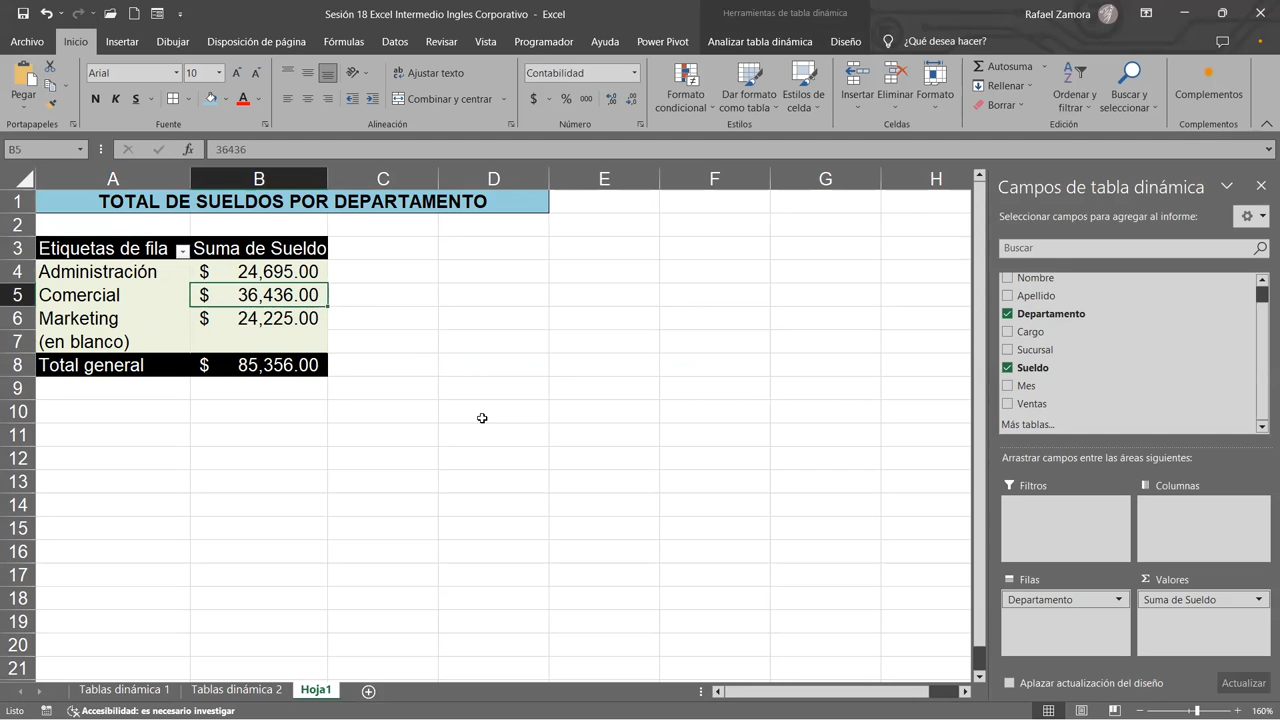 Sesión 18 Excel Intermedio Ingles Corporativo - Excel
Herramientas de tabla dinámica
Rafael Zamora
Archivo Inicio Insertar Dibujar Disposición de página Fórmulas Datos Revisar Vista Programador Ayuda Power Pivot Analizar tabla dinámica Diseño ¿Qué desea hacer?
Pegar
Arial 10
N K S
Ajustar texto
Combinar y centrar
Contabilidad
$ % 000
Formato condicional
Dar formato como tabla
Estilos de celda
Insertar Eliminar Formato
Autosuma
Rellenar
Borrar
Ordenar y filtrar
Buscar y seleccionar
Complementos
Portapapeles Fuente Alineación Número Estilos Celdas Edición Complementos
B5 fx 36436
A B C D E F G H
1 TOTAL DE SUELDOS POR DEPARTAMENTO
2
3 Etiquetas de fila Suma de Sueldo
4 Administración $ 24,695.00
5 Comercial $ 36,436.00
6 Marketing $ 24,225.00
7 (en blanco)
8 Total general $ 85,356.00
9
10
11
12
13
14
15
16
17
18
19
20
21
Campos de tabla dinámica
Seleccionar campos para agregar al informe:
Buscar
Nombre
Apellido
Departamento
Cargo
Sucursal
Sueldo
Mes
Ventas
Más tablas...
Arrastrar campos entre las áreas siguientes:
Filtros Columnas
Filas Σ Valores
Departamento Suma de Sueldo
Aplazar actualización del diseño Actualizar
Tablas dinámica 1 Tablas dinámica 2 Hoja1
Listo Accesibilidad: es necesario investigar 160%